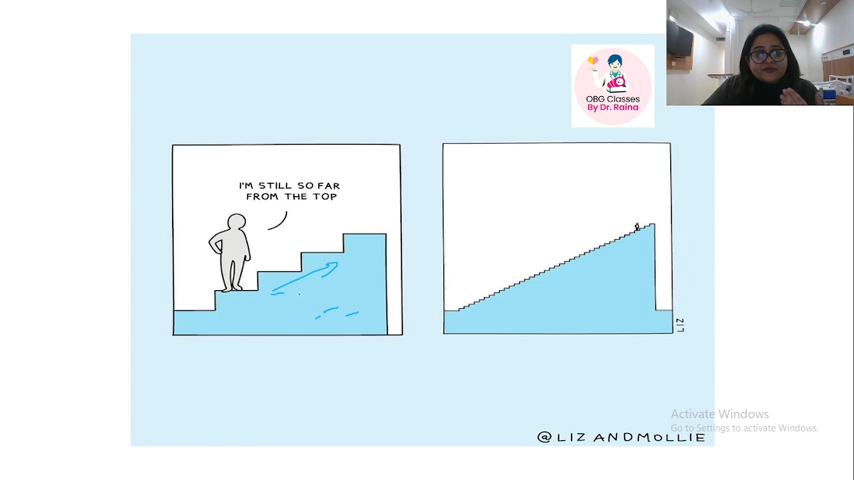 OBG Classes
By Dr. Raina
I'M STILL SO FAR
FROM THE TOP
LIZ
Activate Windows
Go to Settings to activate Windows.
@LIZANDMOLLIE